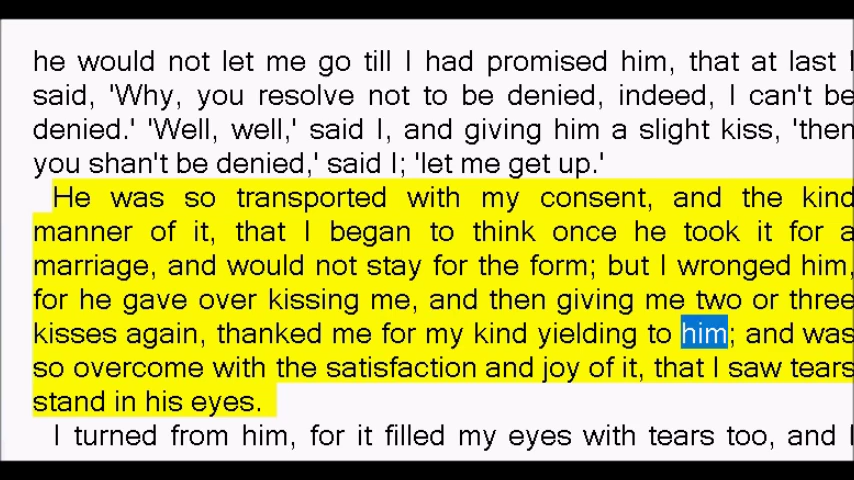 he would not let me go till I had promised him, that at last I
said, 'Why, you resolve not to be denied, indeed, I can't be
denied.' 'Well, well,' said I, and giving him a slight kiss, 'then
you shan't be denied,' said I; 'let me get up.'
He was so transported with my consent, and the kind
manner of it, that I began to think once he took it for a
marriage, and would not stay for the form; but I wronged him,
for he gave over kissing me, and then giving me two or three
kisses again, thanked me for my kind yielding to him; and was
so overcome with the satisfaction and joy of it, that I saw tears
stand in his eyes.
I turned from him, for it filled my eyes with tears too, and I